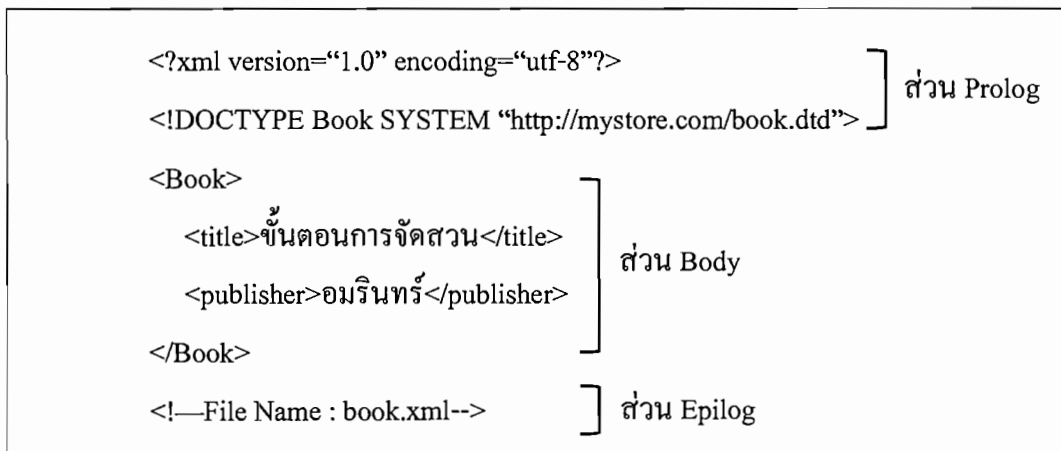 <?xml version=“1.0” encoding=“utf-8”?>
<!DOCTYPE Book SYSTEM “http://mystore.com/book.dtd”>
ส่วน Prolog
<Book>
<title>ขั้นตอนการจัดสวน</title>
<publisher>อมรินทร์</publisher>
</Book>
ส่วน Body
<!—File Name : book.xml-->
ส่วน Epilog